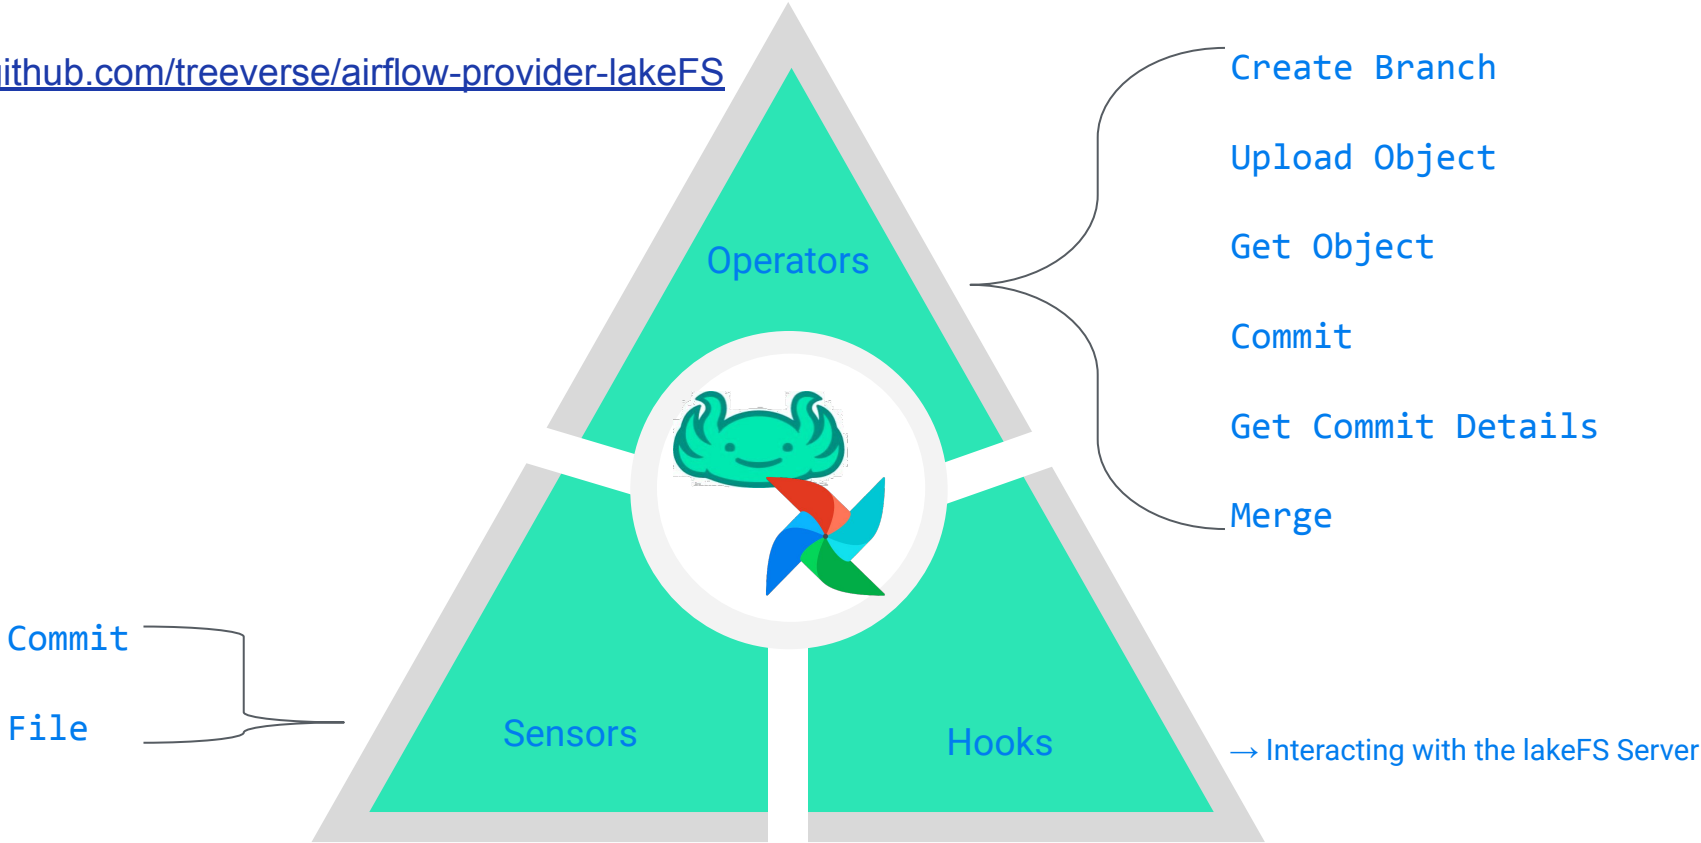 ithub.com/treeverse/airflow-provider-lakeFS
Create Branch
Upload Object
Get Object
Commit
Get Commit Details
Merge
Operators
Commit
File
Sensors
Hooks
→ Interacting with the lakeFS Server